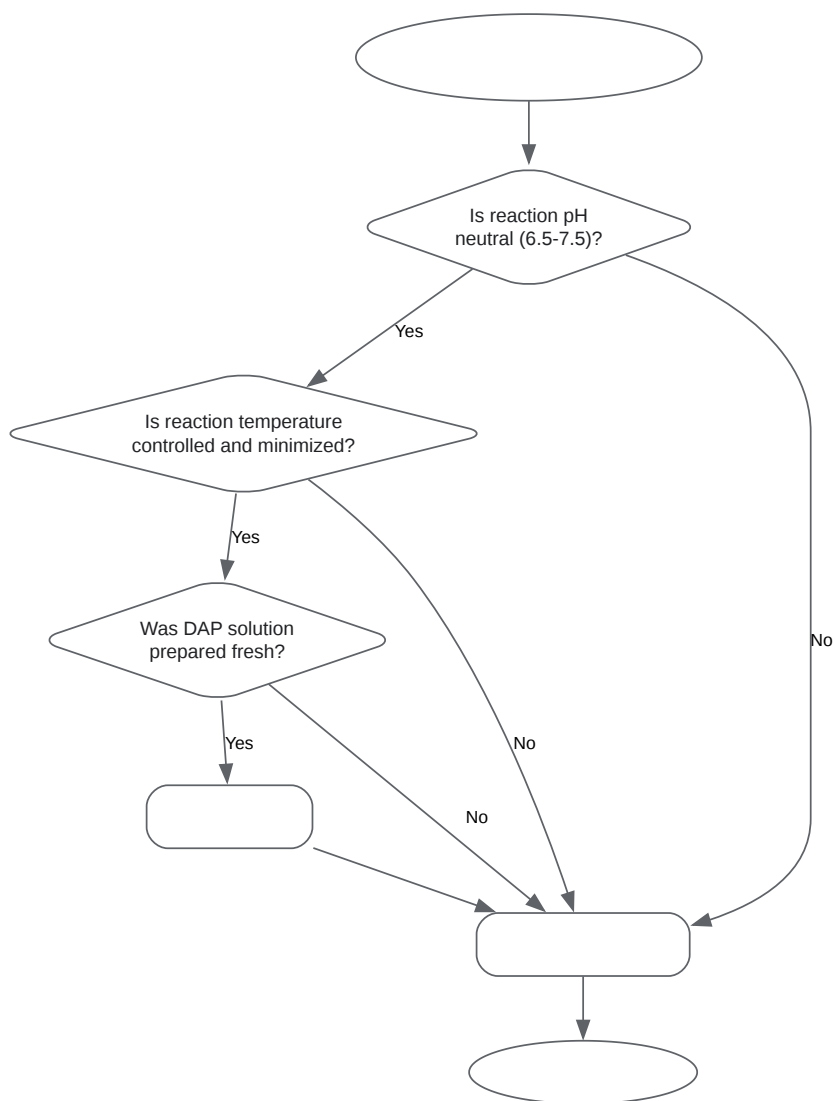 Is reaction pH
neutral (6.5-7.5)?
Yes
Is reaction temperature
controlled and minimized?
Yes
Was DAP solution
prepared fresh?
No
Yes
No
No